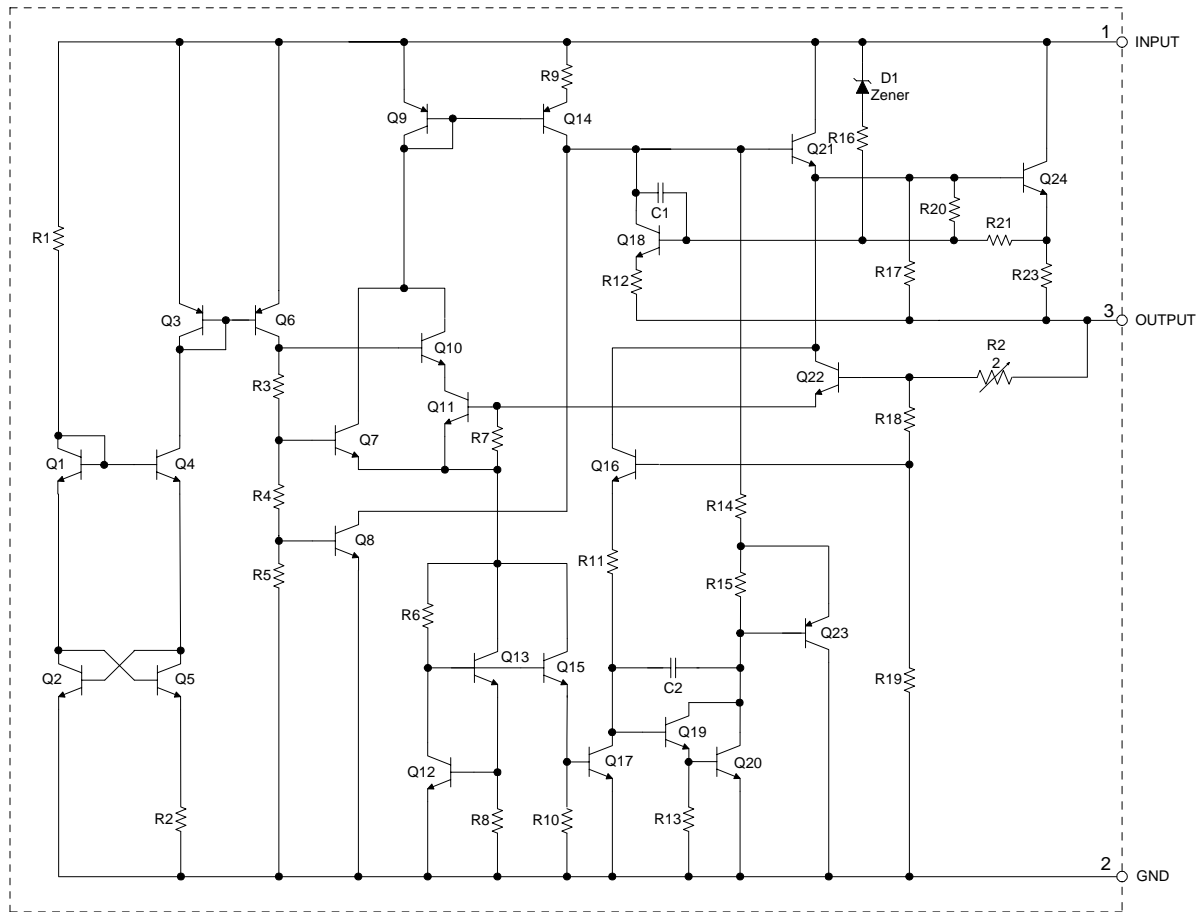 1
INPUT
R9
D1
Zener
Q9
Q14
Q21
R16
Q24
C1
R20
R21
R1
Q18
R12
R17
R23
Q3
Q6
3
OUTPUT
R2
2
Q10
Q22
R3
Q11
R7
R18
Q7
Q1
Q4
Q16
R4
R14
Q8
R11
R5
R15
R6
Q23
Q13
Q15
Q2
Q5
C2
R19
Q19
Q12
Q17
Q20
R2
R8
R10
R13
2
GND